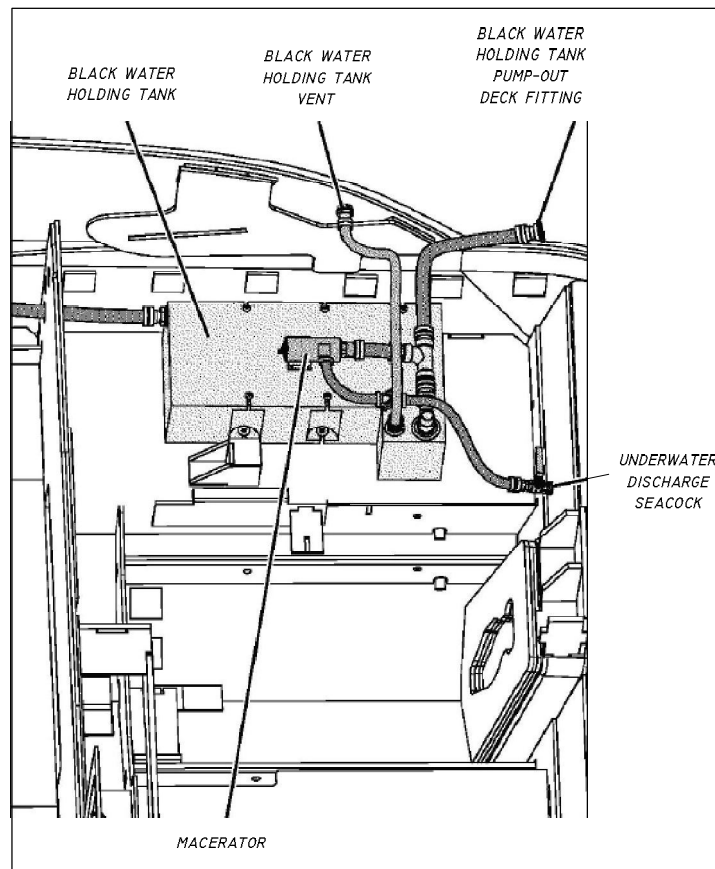 BLACK WATER
HOLDING TANK
BLACK WATER
HOLDING TANK
VENT
BLACK WATER
HOLDING TANK
PUMP-OUT
DECK FITTING
UNDERWATER
DISCHARGE
SEACOCK
MACERATOR